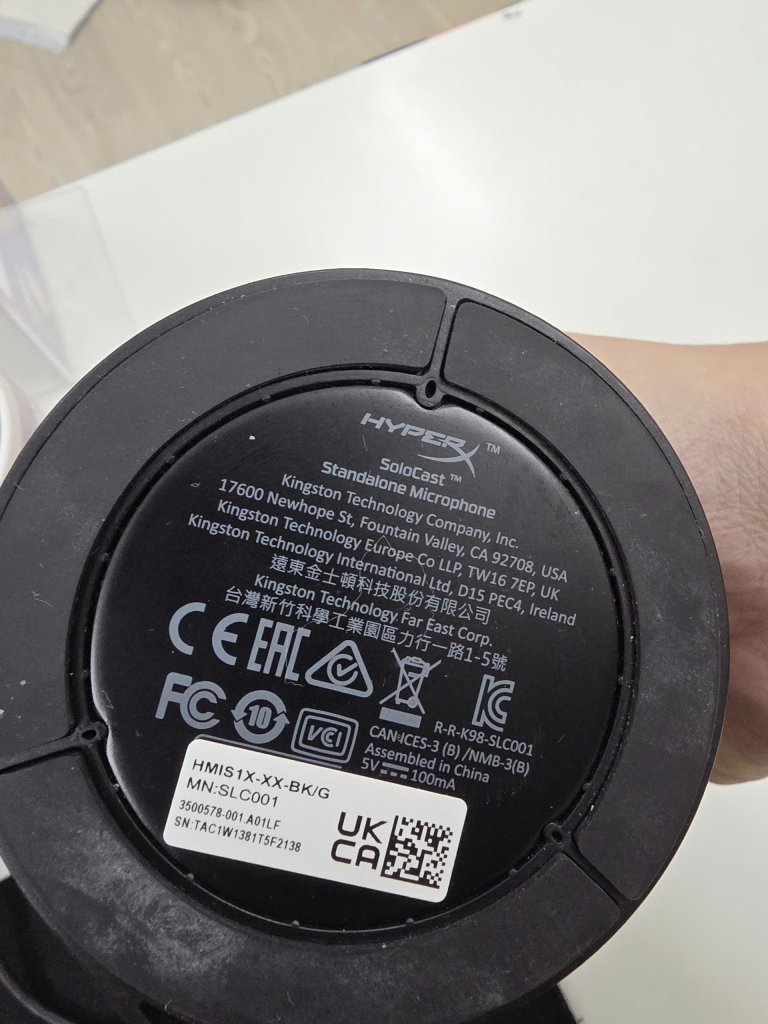 HYPERX ™
SoloCast ™
Standalone Microphone
Kingston Technology Company, Inc.
17600 Newhope St, Fountain Valley, CA 92708, USA
Kingston Technology Europe Co LLP, TW16 7EP, UK
Kingston Technology International Ltd, D15 PEC4, Ireland
遠東金士頓科技股份有限公司
Kingston Technology Far East Corp.
台灣新竹科學工業園區力行一路1-5號
CE EAC
FC 10 VCI
R-R-K98-SLC001
CAN ICES-3 (B) /NMB-3(B)
Assembled in China
5V ⎓ 100mA
HMIS1X-XX-BK/G
MN:SLC001
3500578-001.A01LF
SN:TAC1W1381T5F2138
UK
CA